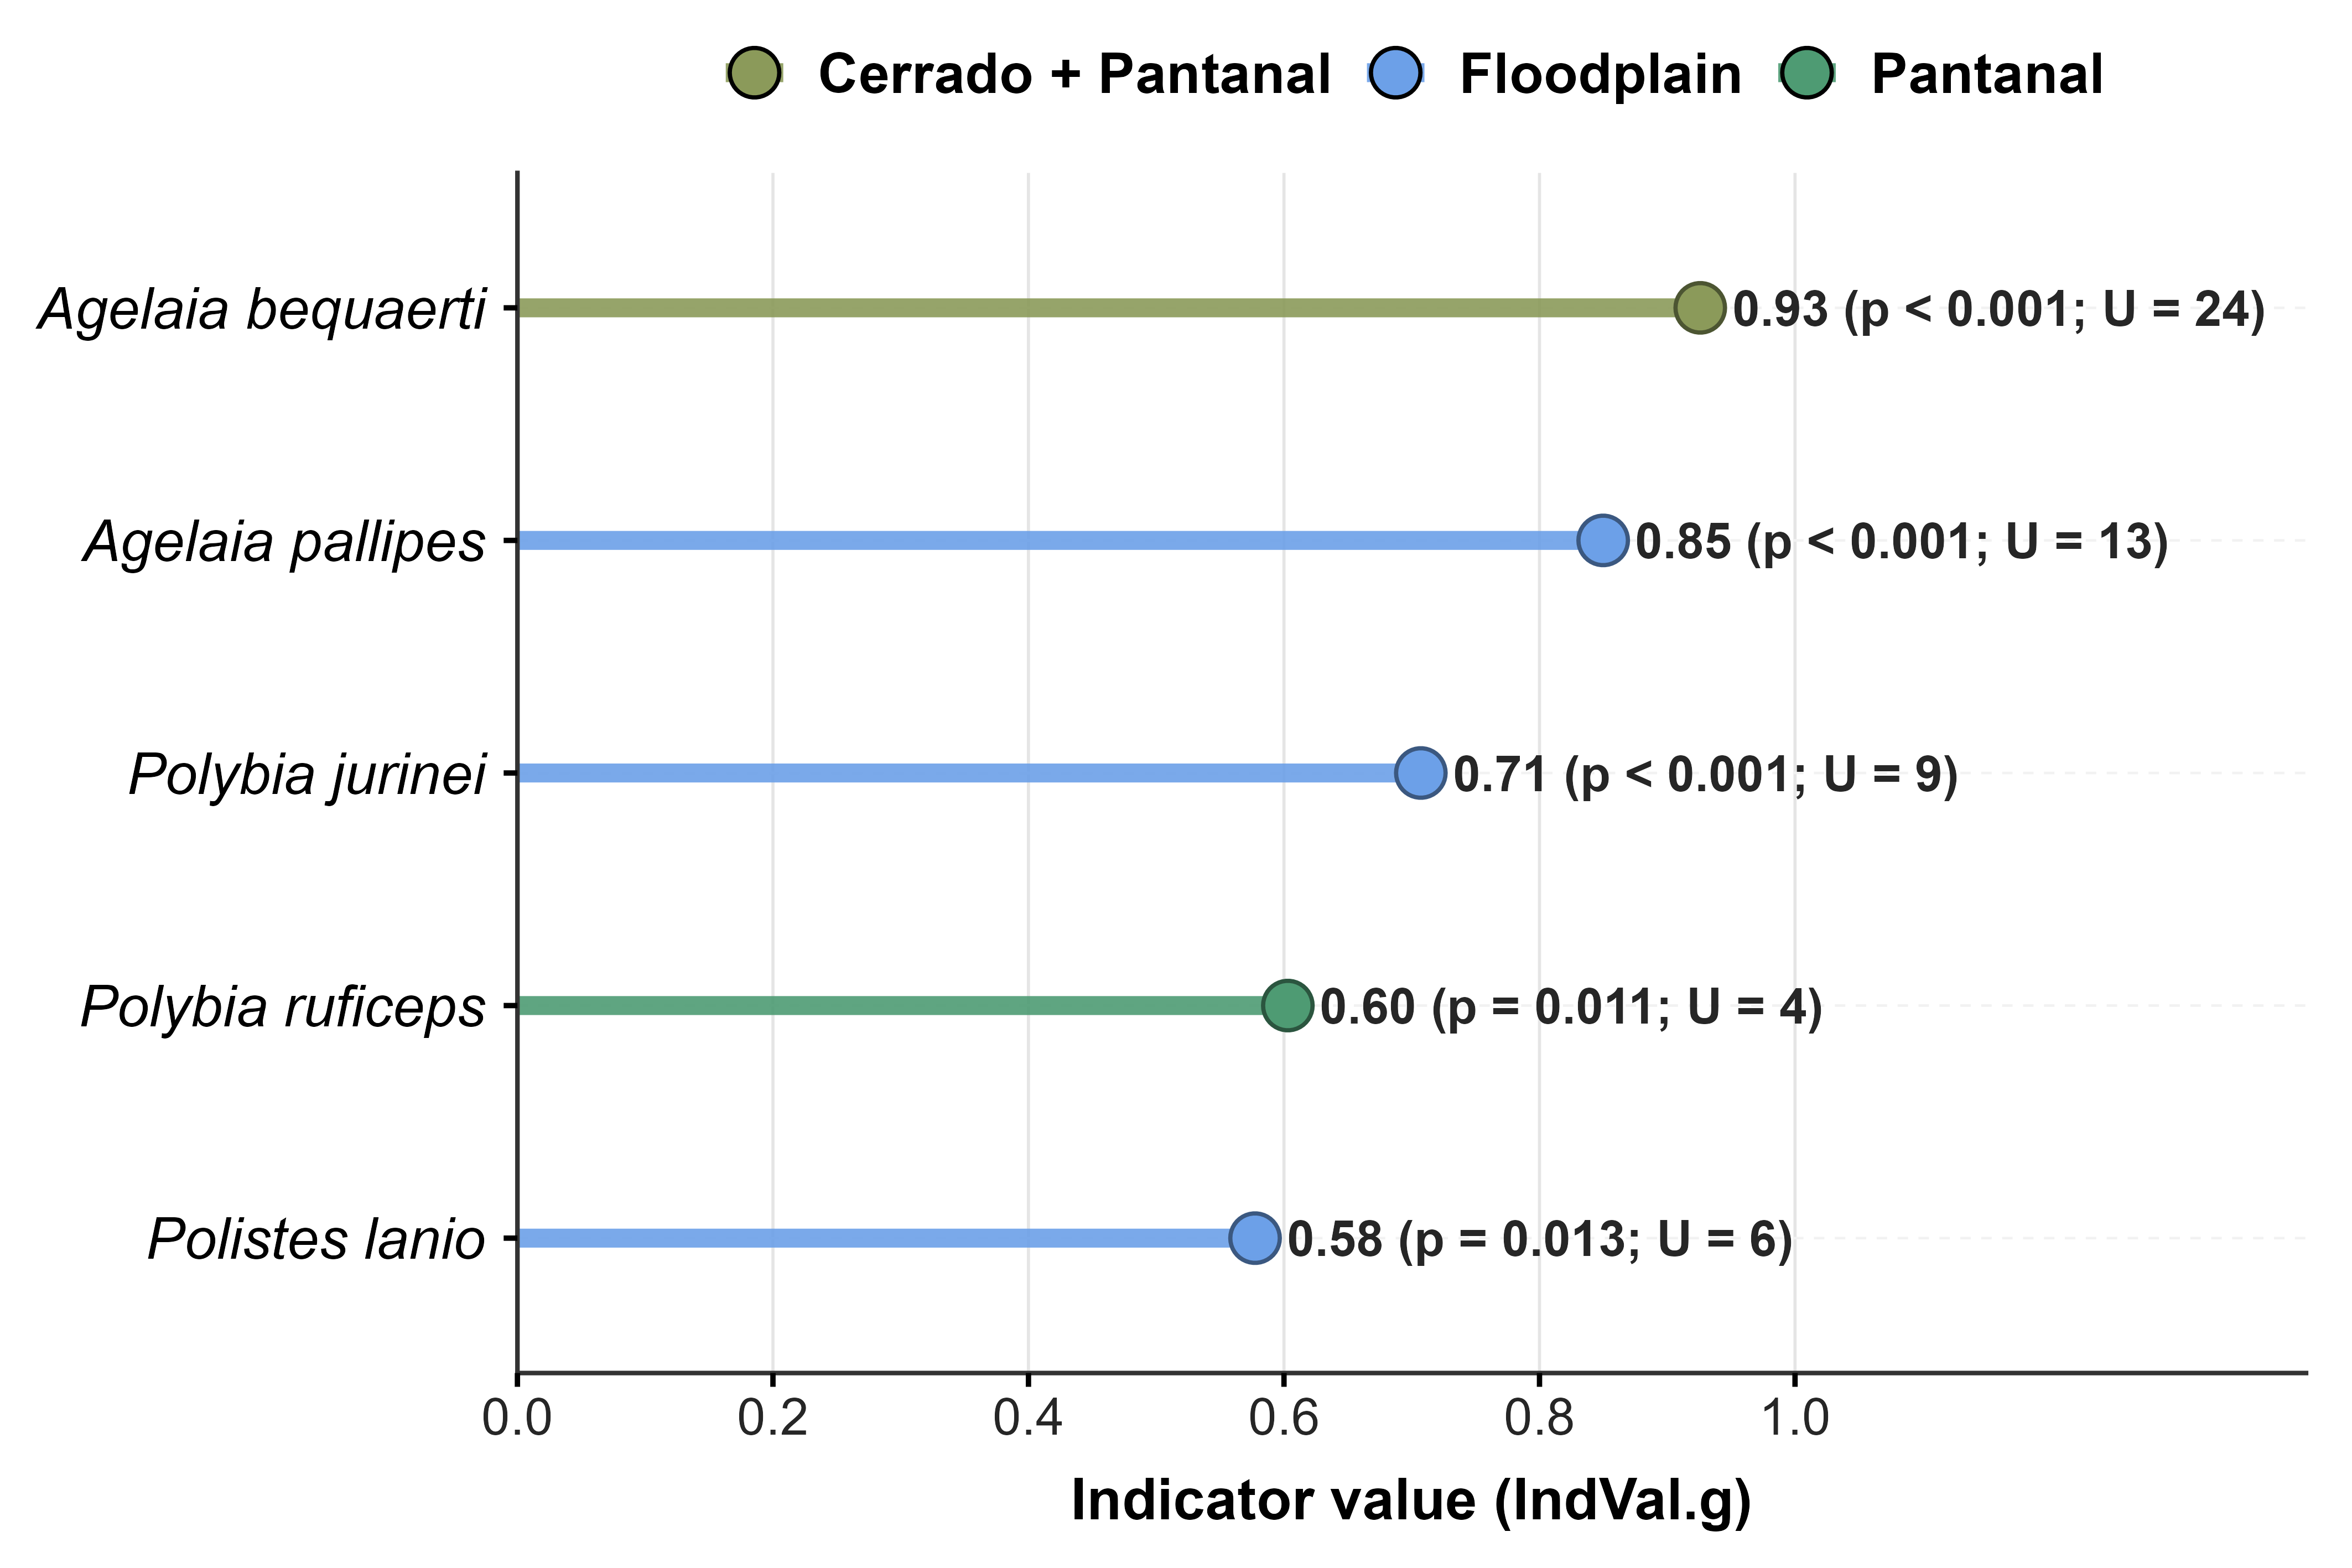 Cerrado + Pantanal Floodplain Pantanal
Agelaia bequaerti 0.93 (p < 0.001; U = 24)
Agelaia pallipes 0.85 (p < 0.001; U = 13)
Polybia jurinei 0.71 (p < 0.001; U = 9)
Polybia ruficeps 0.60 (p = 0.011; U = 4)
Polistes lanio 0.58 (p = 0.013; U = 6)
0.0 0.2 0.4 0.6 0.8 1.0
Indicator value (IndVal.g)